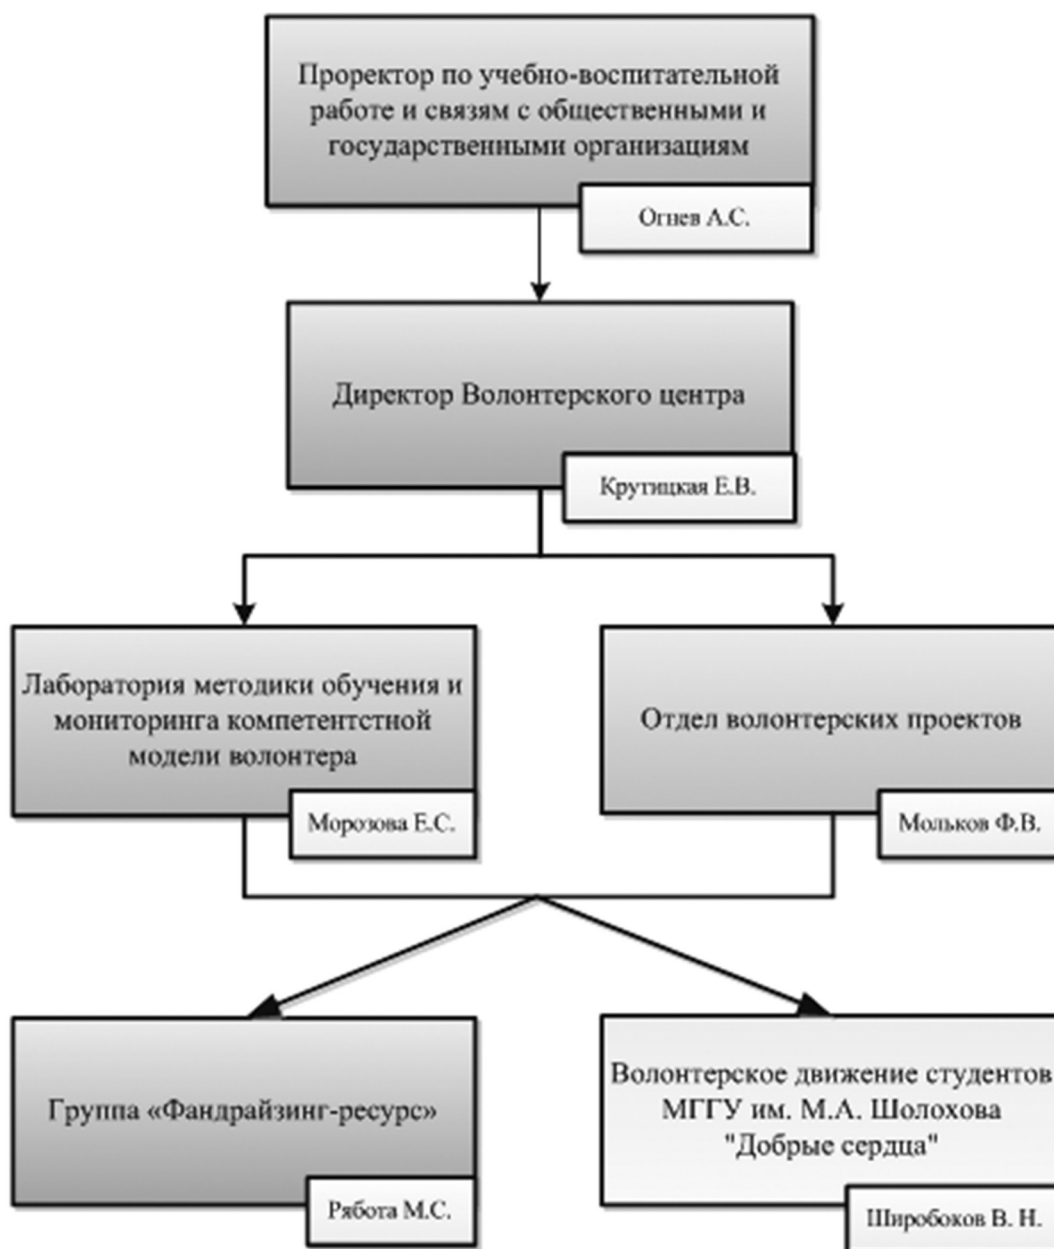 Проректор по учебно-воспитательной
работе и связям с общественными и
государственными организациям
Огнев А.С.
Директор Волонтерского центра
Крутицкая Е.В.
Лаборатория методики обучения и
мониторинга компетентстной
модели волонтера
Морозова Е.С.
Отдел волонтерских проектов
Мольков Ф.В.
Группа «Фандрайзинг-ресурс»
Рябота М.С.
Волонтерское движение студентов
МГГУ им. М.А. Шолохова
"Добрые сердца"
Широбоков В. Н.